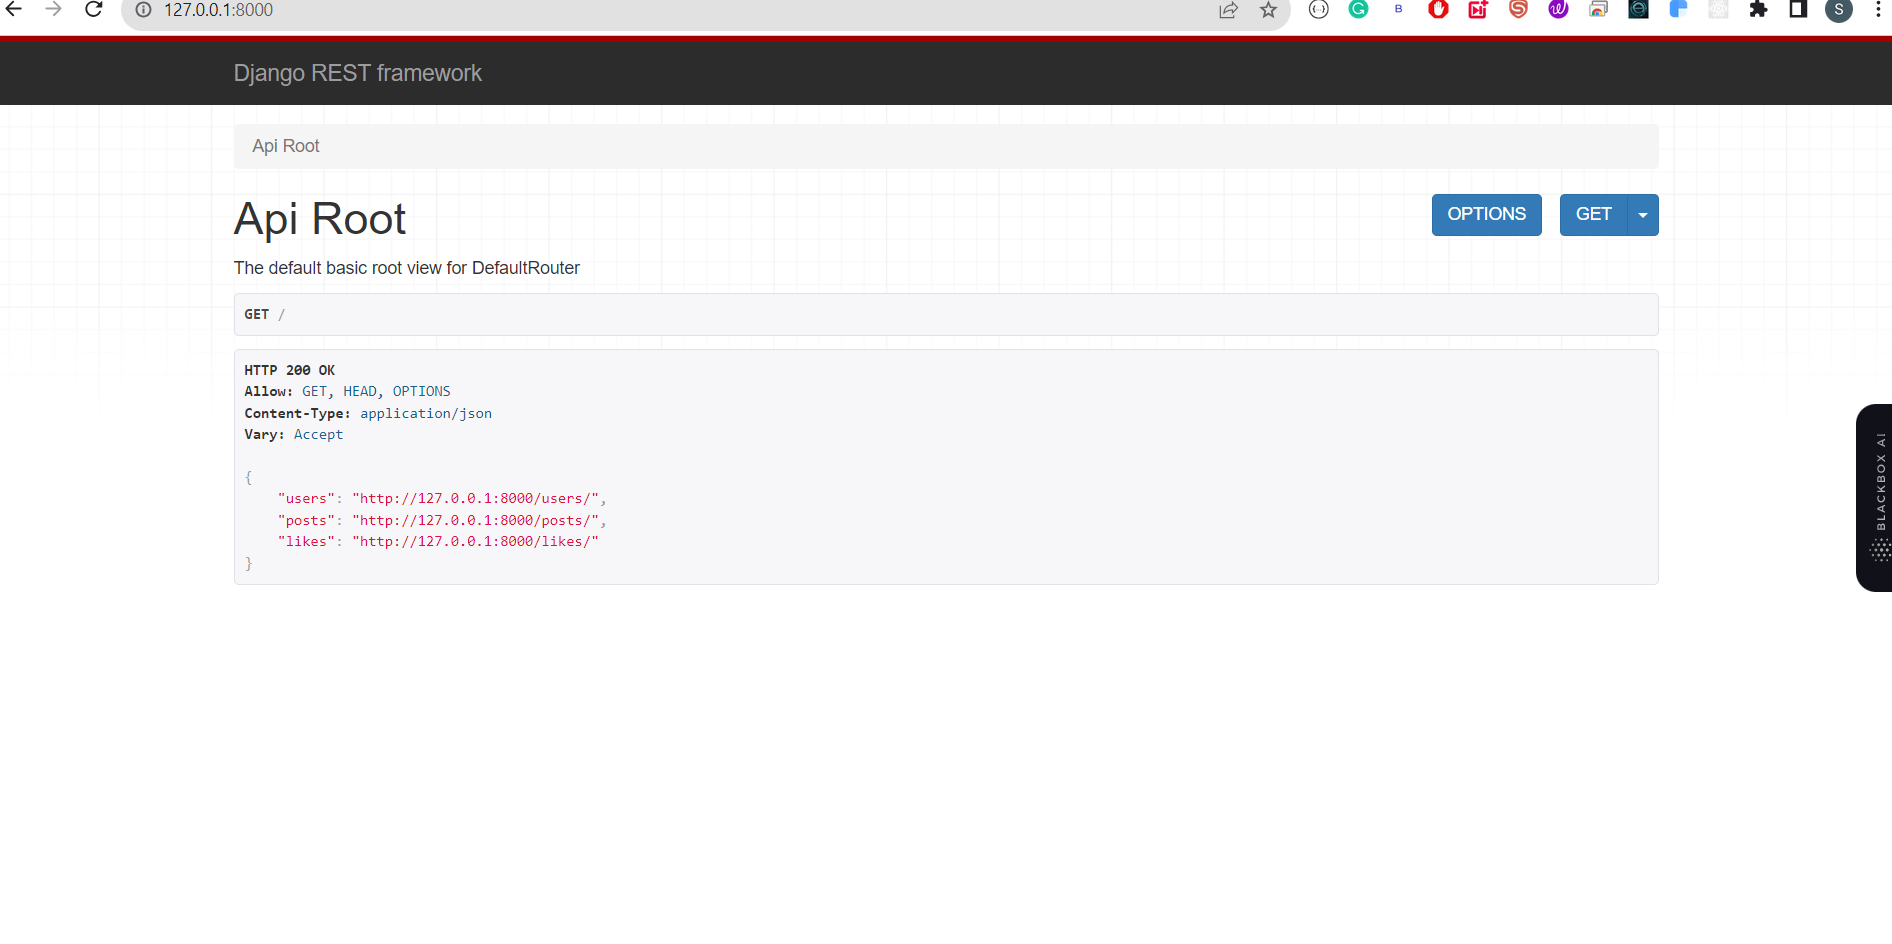 127.0.0.1:8000
B
S
Django REST framework
Api Root
Api Root
OPTIONS
GET
The default basic root view for DefaultRouter
GET /
HTTP 200 OK
Allow: GET, HEAD, OPTIONS
Content-Type: application/json
Vary: Accept
{
    "users": "http://127.0.0.1:8000/users/",
    "posts": "http://127.0.0.1:8000/posts/",
    "likes": "http://127.0.0.1:8000/likes/"
}
BLACKBOX AI